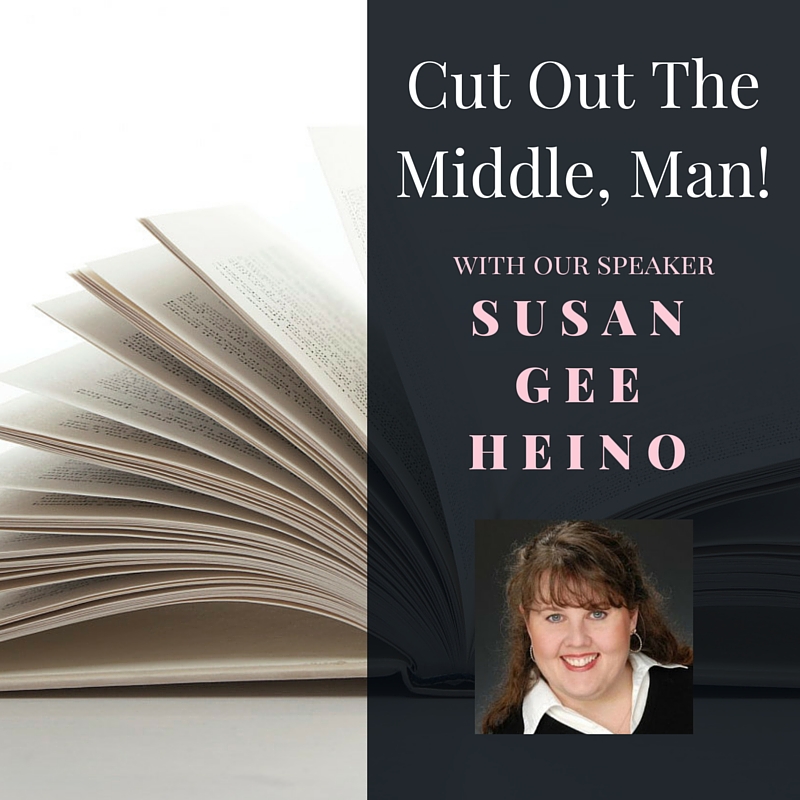 Cut Out The
Middle, Man!
WITH OUR SPEAKER
SUSAN
GEE
HEINO